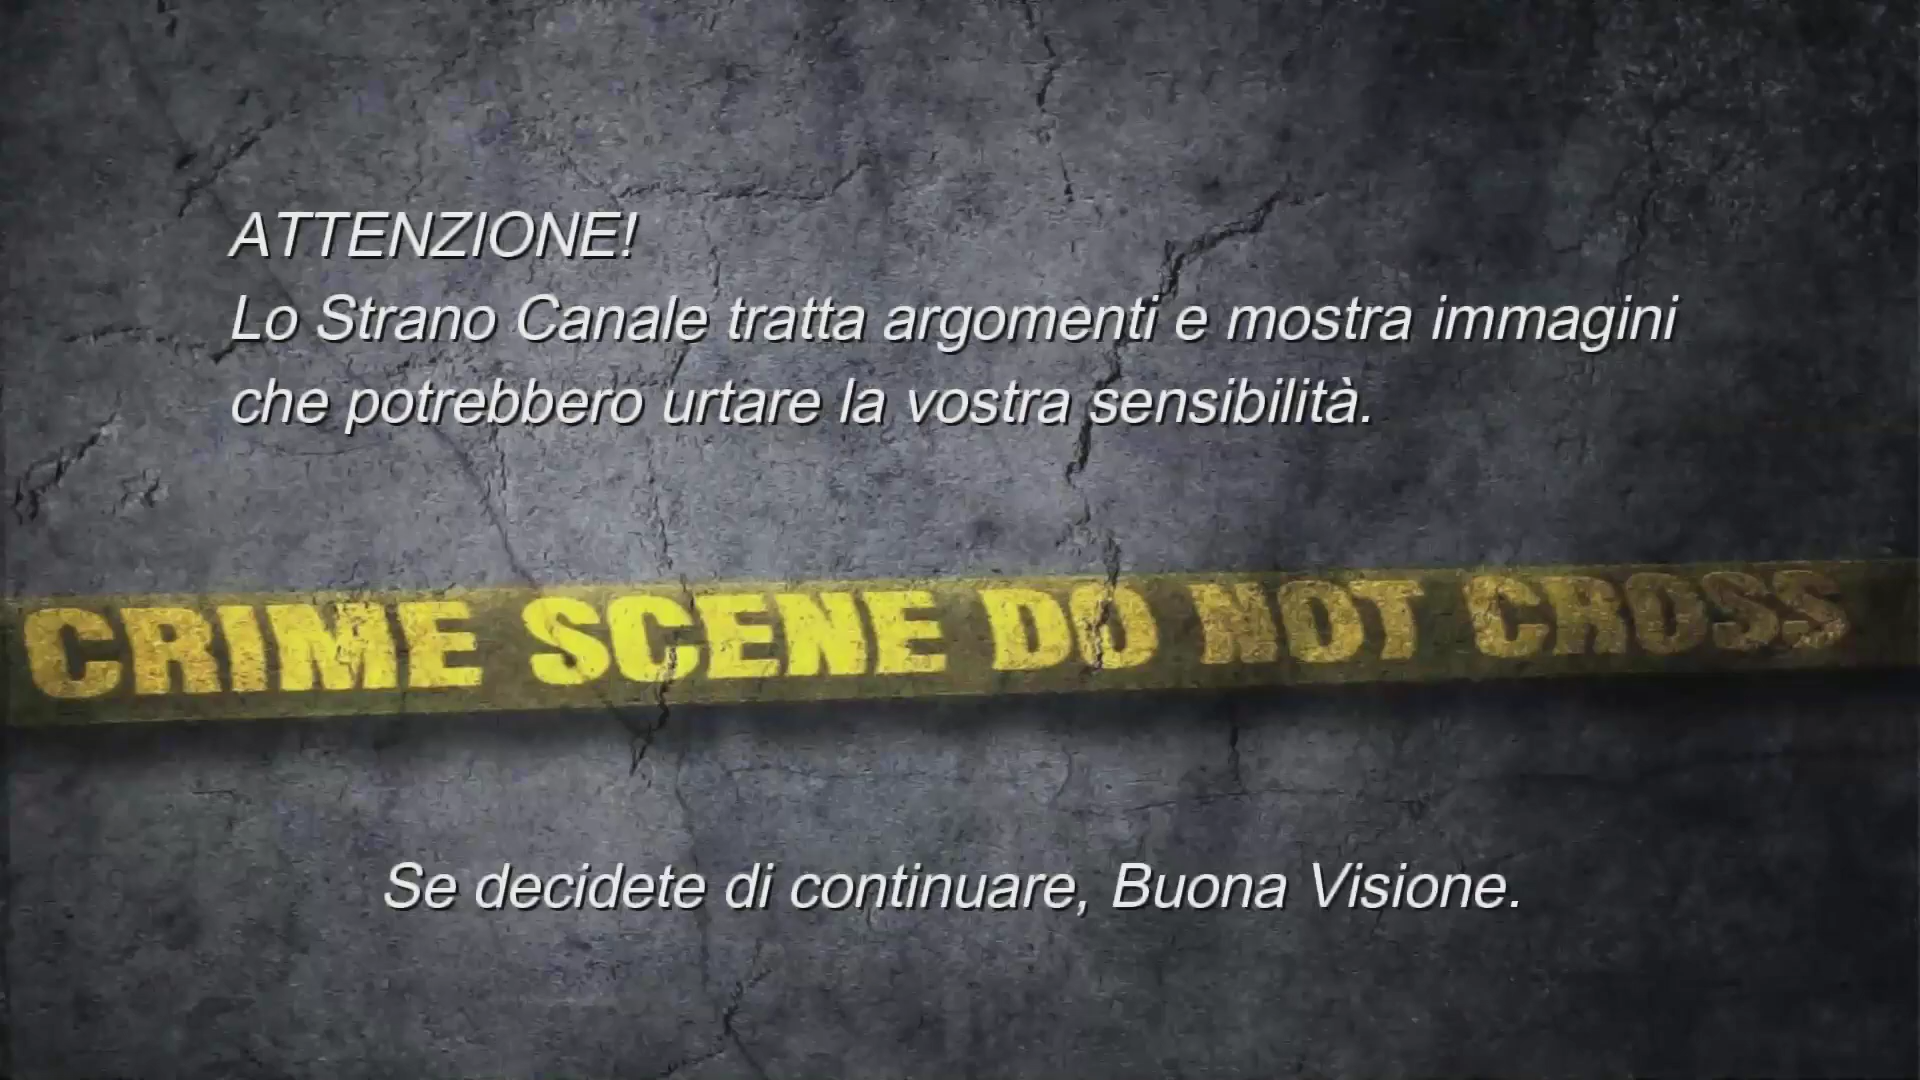 ATTENZIONE!
Lo Strano Canale tratta argomenti e mostra immagini
che potrebbero urtare la vostra sensibilità.
CRIME SCENE DO NOT CROSS
Se decidete di continuare, Buona Visione.